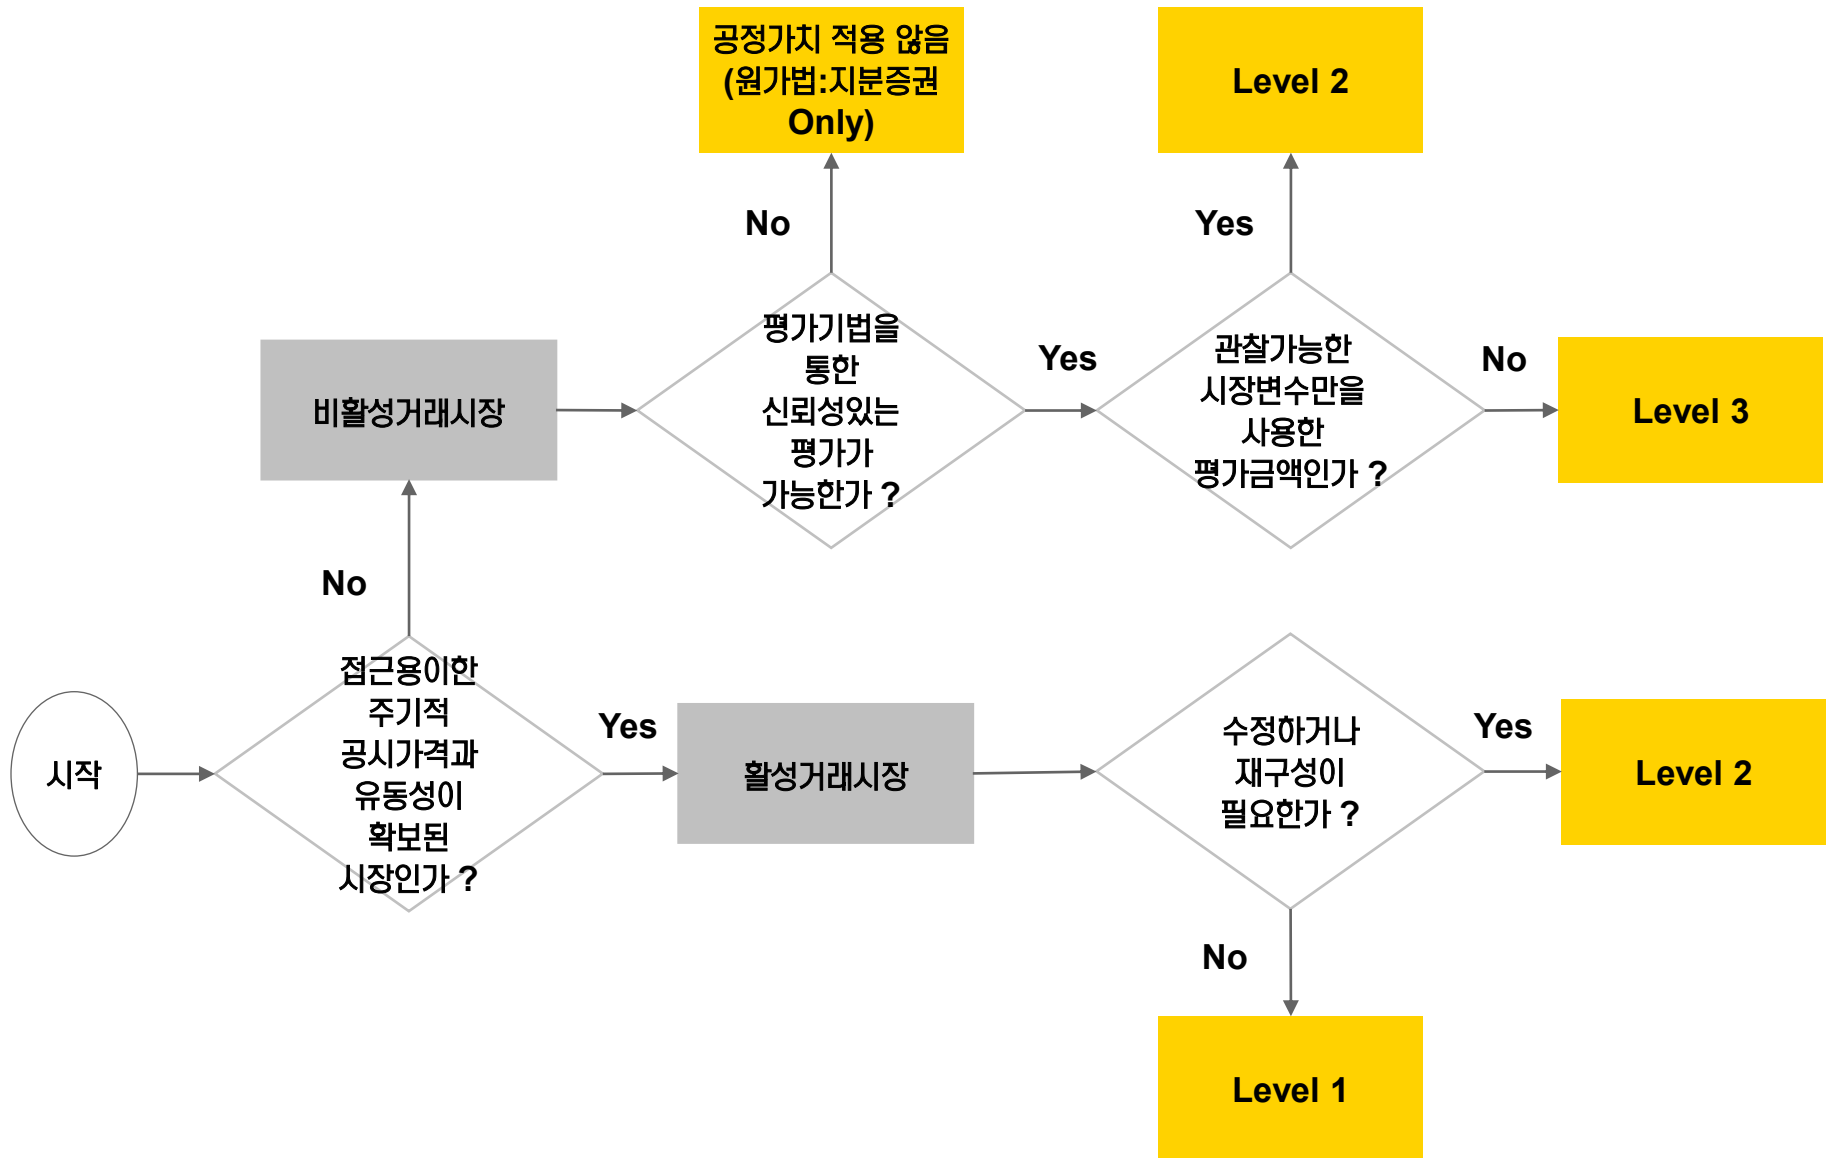 공정가치 적용 않음
(원가법:지분증권
Only)
Level 2
No
Yes
평가기법을
통한
신뢰성있는
평가가
가능한가 ?
Yes
관찰가능한
시장변수만을
사용한
평가금액인가 ?
No
Level 3
비활성거래시장
No
접근용이한
주기적
공시가격과
유동성이
확보된
시장인가 ?
시작
Yes
활성거래시장
수정하거나
재구성이
필요한가 ?
Yes
Level 2
No
Level 1